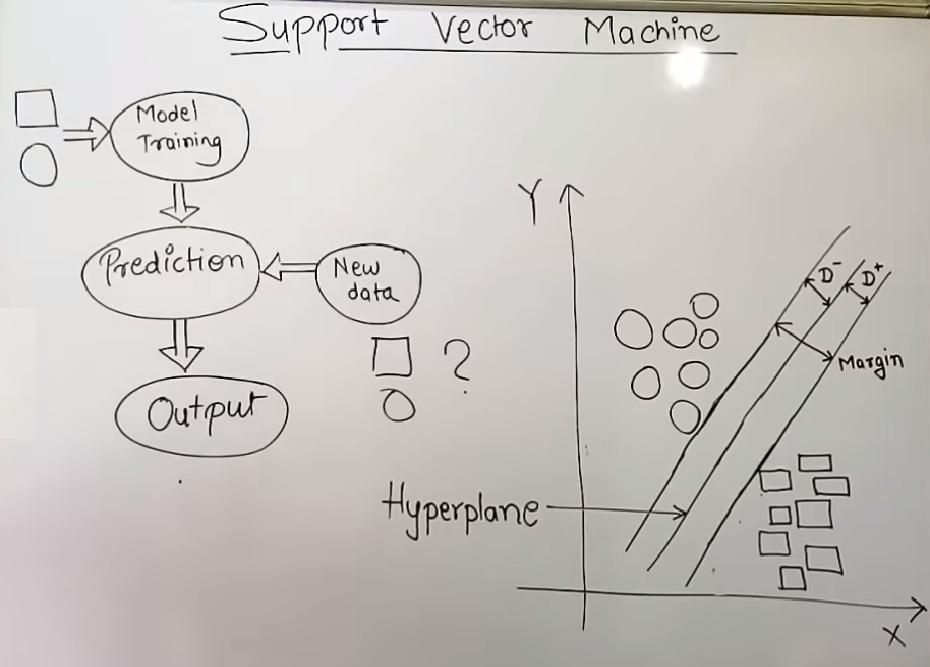 Support Vector Machine
Model
Training
Prediction
New
data
?
Output
Y
D⁻
D⁺
Margin
Hyperplane
X